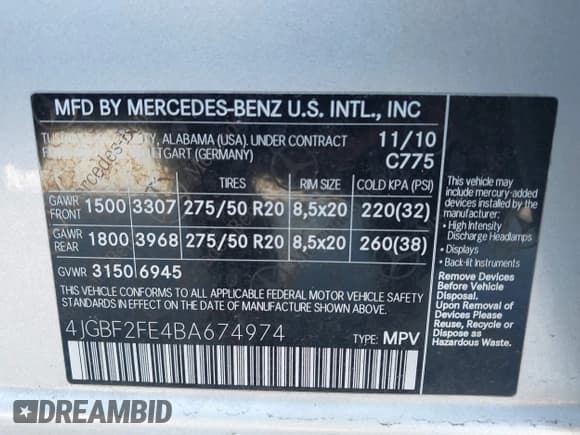 MFD BY MERCEDES-BENZ U.S. INTL., INC
ALABAMA (USA). UNDER CONTRACT 11/10
(GERMANY) C775
TIRES RIM SIZE COLD KPA (PSI)
GAWR FRONT 1500 3307 275/50 R20 8,5x20 220(32)
GAWR REAR 1800 3968 275/50 R20 8,5x20 260(38)
GVWR 3150 6945
THIS VEHICLE CONFORMS TO ALL APPLICABLE FEDERAL MOTOR VEHICLE SAFETY
STANDARDS IN EFFECT ON THE DATE OF MANUFACTURE SHOWN ABOVE.
4JGBF2FE4BA674974 TYPE: MPV
This vehicle may
include mercury-added
devices installed by the
manufacturer:
• High Intensity
Discharge Headlamps
• Displays
• Back-lit Instruments
Remove Devices
Before Vehicle
Disposal.
Upon Removal of
Devices Please
Reuse, Recycle or
Dispose as
Hazardous Waste.
DREAMBID